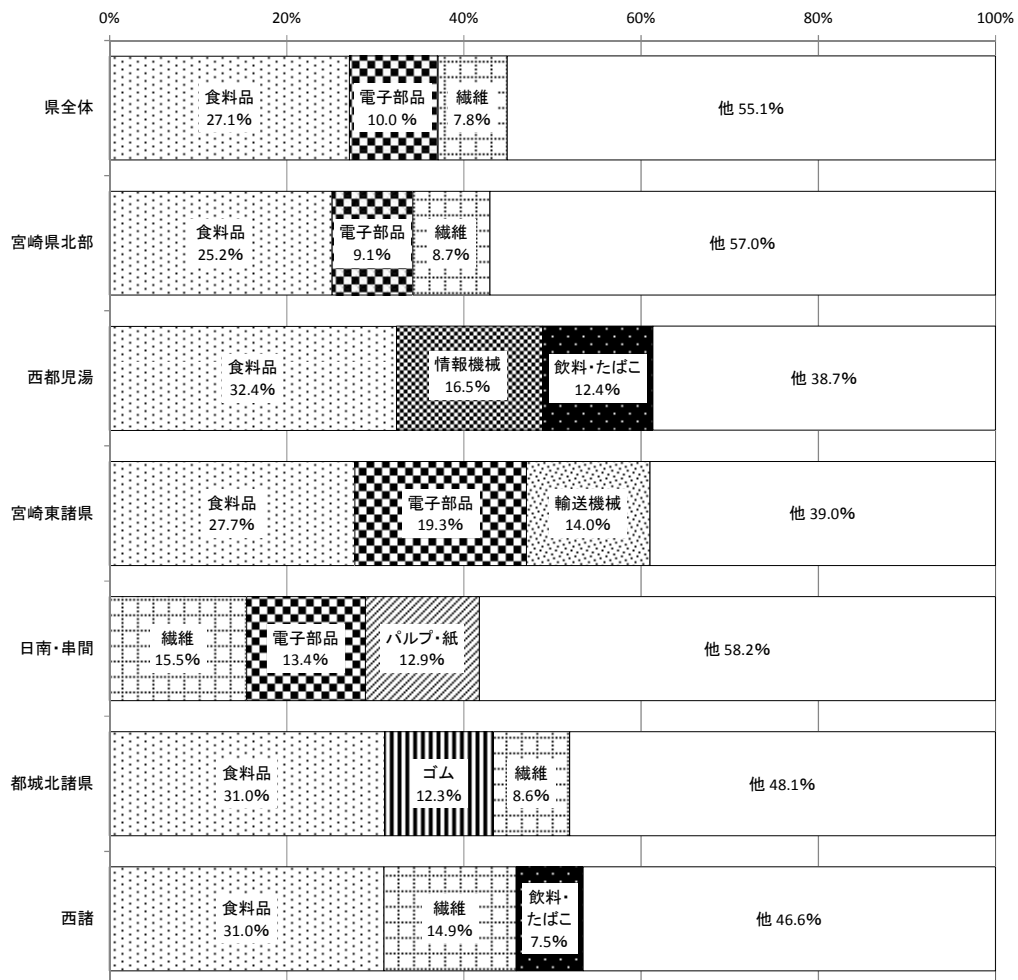 0% 20% 40% 60% 80% 100%
県全体
食料品
27.1%
電子部品
10.0 %
繊維
7.8%
他 55.1%
宮崎県北部
食料品
25.2%
電子部品
9.1%
繊維
8.7%
他 57.0%
西都児湯
食料品
32.4%
情報機械
16.5%
飲料・たばこ
12.4%
他 38.7%
宮崎東諸県
食料品
27.7%
電子部品
19.3%
輸送機械
14.0%
他 39.0%
日南・串間
繊維
15.5%
電子部品
13.4%
パルプ・紙
12.9%
他 58.2%
都城北諸県
食料品
31.0%
ゴム
12.3%
繊維
8.6%
他 48.1%
西諸
食料品
31.0%
繊維
14.9%
飲料・
たばこ
7.5%
他 46.6%